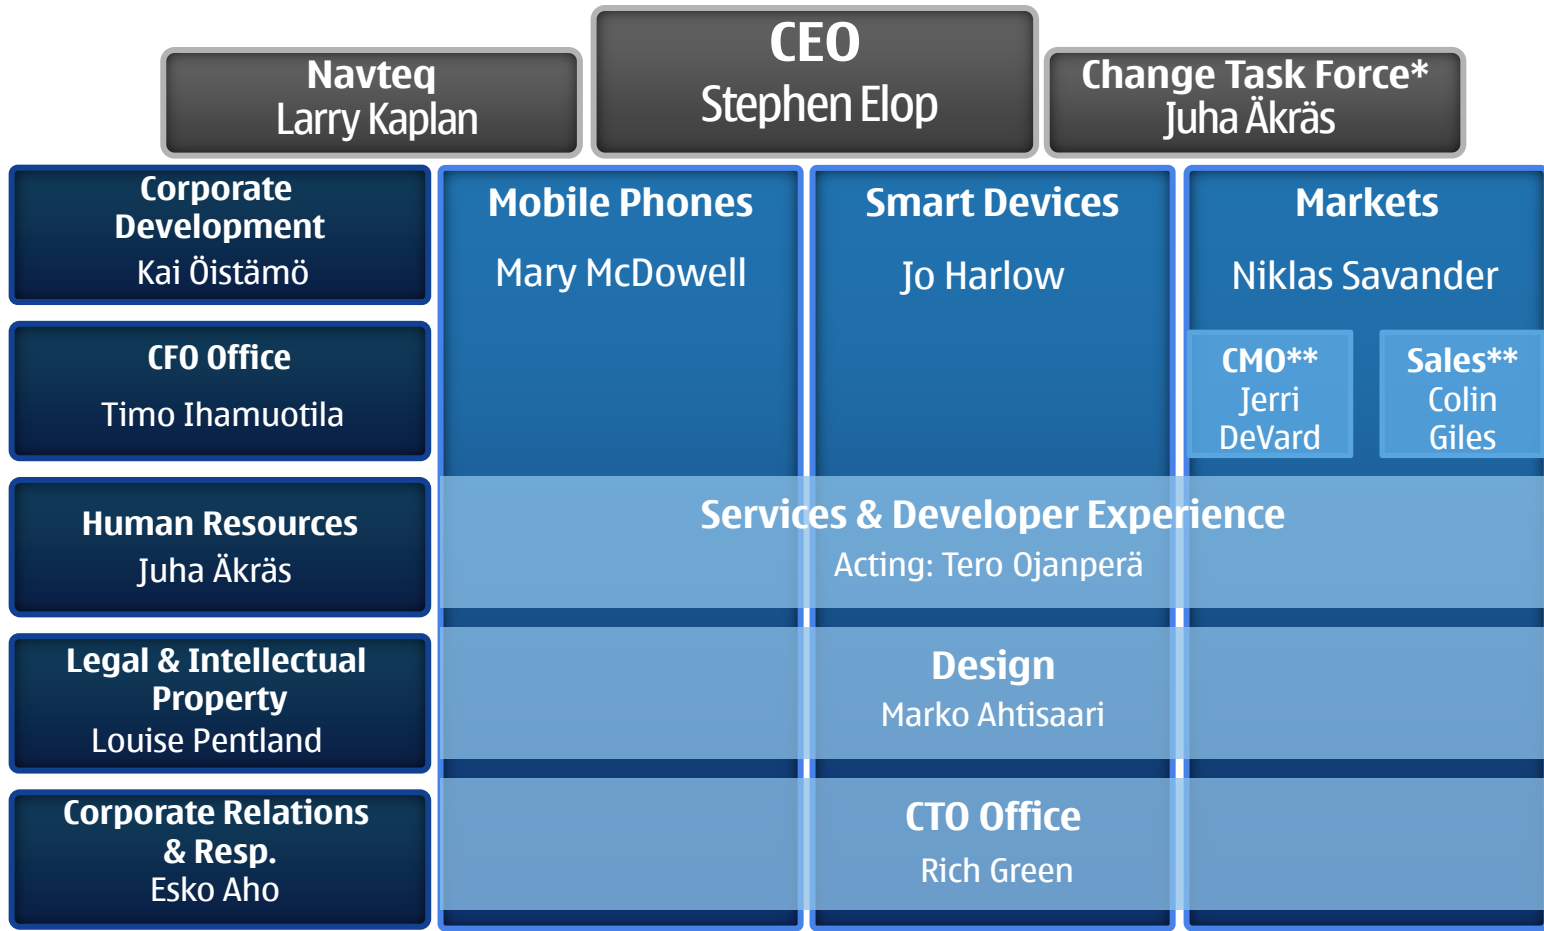 CEO
Stephen Elop
Navteq
Larry Kaplan
Change Task Force*
Juha Äkräs
Corporate
Development
Kai Öistämö
CFO Office
Timo Ihamuotila
Human Resources
Juha Äkräs
Legal & Intellectual
Property
Louise Pentland
Corporate Relations
& Resp.
Esko Aho
Mobile Phones
Mary McDowell
Smart Devices
Jo Harlow
Markets
Niklas Savander
CMO**
Jerri
DeVard
Sales**
Colin
Giles
Services & Developer Experience
Acting: Tero Ojanperä
Design
Marko Ahtisaari
CTO Office
Rich Green